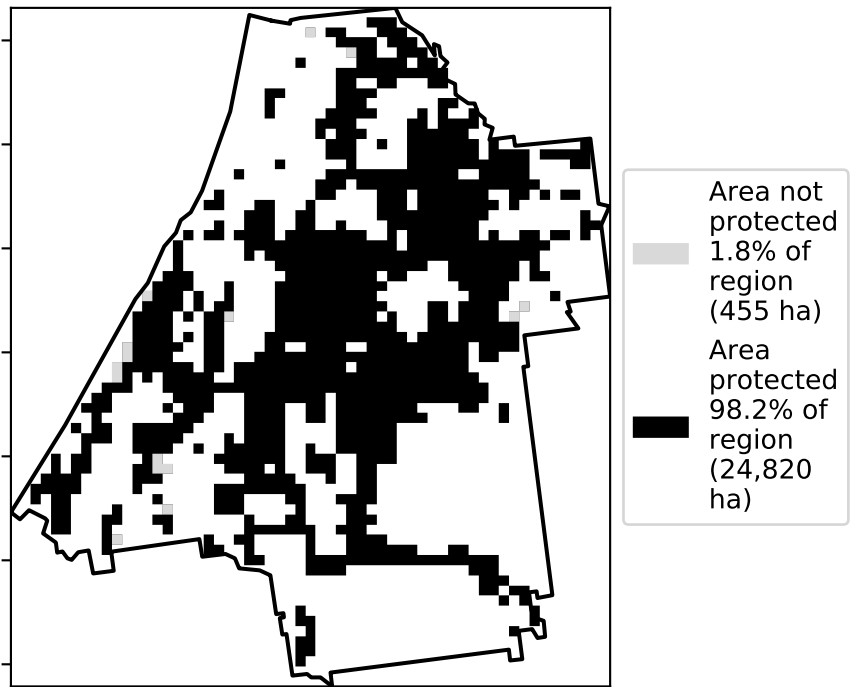 Area not
protected
1.8% of
region
(455 ha)
Area
protected
98.2% of
region
(24,820
ha)